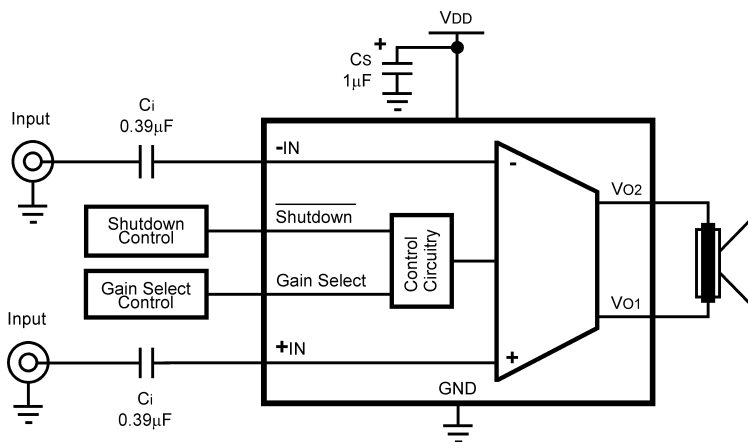 VDD
+
Cs
1μF
Ci
0.39μF
Input
-IN
-
VO2
Shutdown
Control
Shutdown
Control
Circuitry
Gain Select
Control
Gain Select
VO1
Input
+IN
+
GND
Ci
0.39μF